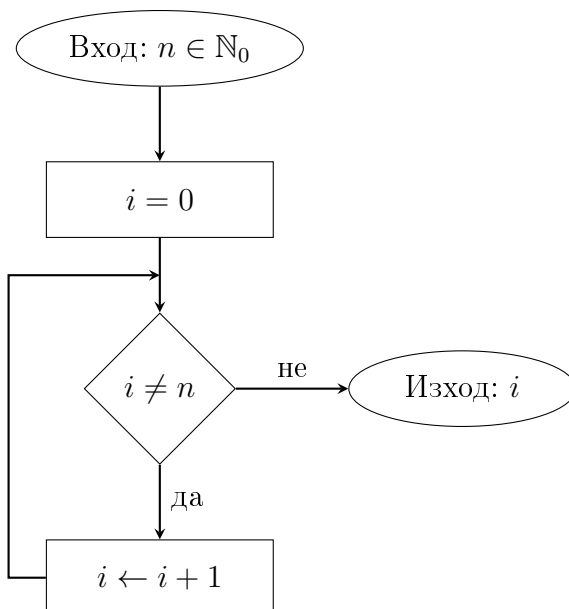 Вход: n ∈ ℕ₀
i = 0
i ≠ n
не
Изход: i
да
i ← i + 1